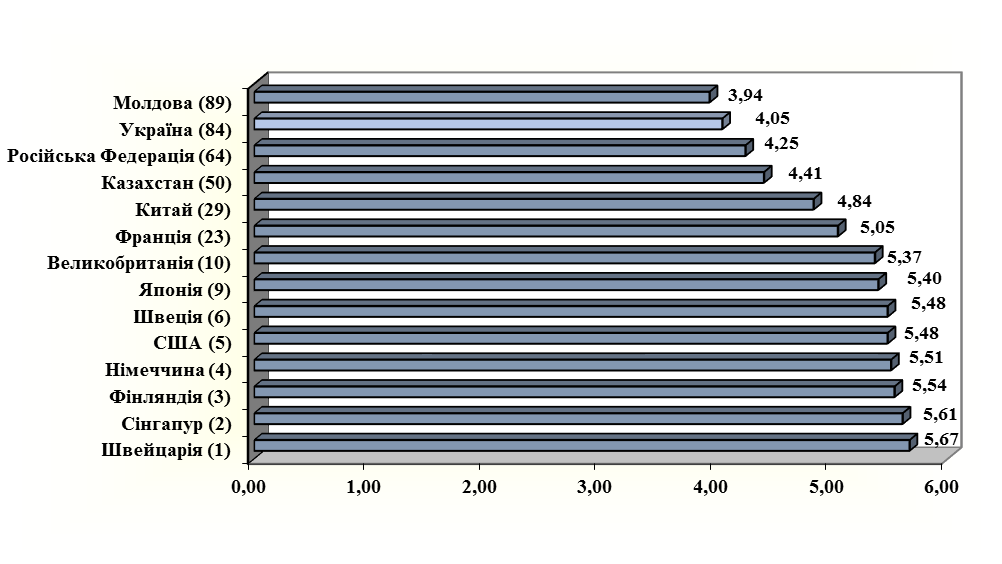 Молдова (89) 3,94
Україна (84) 4,05
Російська Федерація (64) 4,25
Казахстан (50) 4,41
Китай (29) 4,84
Франція (23) 5,05
Великобританія (10) 5,37
Японія (9) 5,40
Швеція (6) 5,48
США (5) 5,48
Німеччина (4) 5,51
Фінляндія (3) 5,54
Сінгапур (2) 5,61
Швейцарія (1) 5,67
0,00 1,00 2,00 3,00 4,00 5,00 6,00